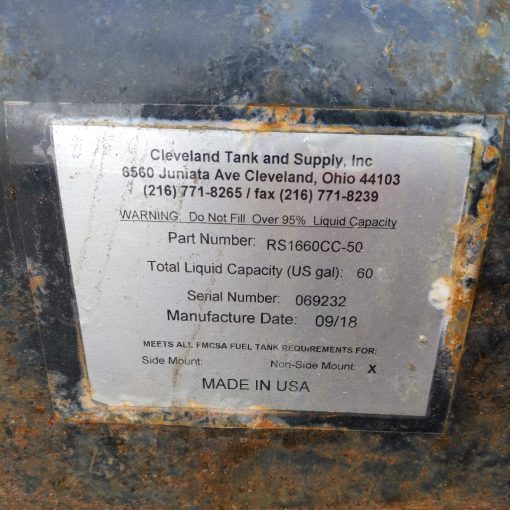 Cleveland Tank and Supply, Inc
6560 Juniata Ave Cleveland, Ohio 44103
(216) 771-8265 / fax (216) 771-8239
WARNING: Do Not Fill Over 95% Liquid Capacity
Part Number: RS1660CC-50
Total Liquid Capacity (US gal): 60
Serial Number: 069232
Manufacture Date: 09/18
MEETS ALL FMCSA FUEL TANK REQUIREMENTS FOR:
Side Mount: Non-Side Mount: X
MADE IN USA